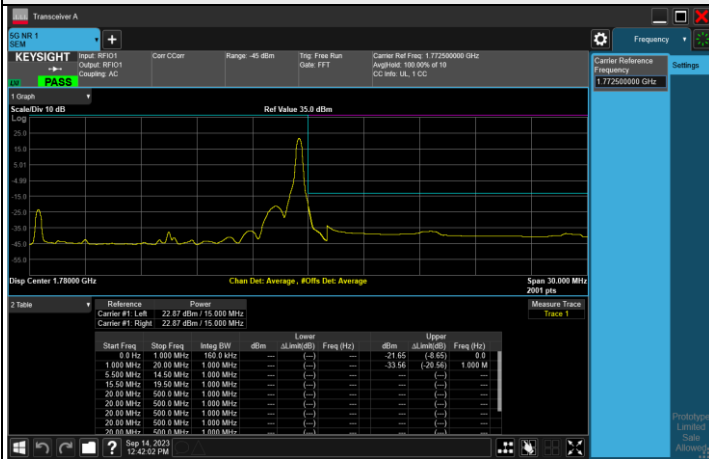 Transceiver A
5G NR 1
SEM
Frequency
KEYSIGHT
PASS
Input: RFIO1
Output: RFIO1
Coupling: AC
Corr CCorr
Range: -45 dBm
Trig: Free Run
Gate: FFT
Carrier Ref Freq: 1.772500000 GHz
Avg|Hold: 100.00% of 10
CC Info: UL, 1 CC
Carrier Reference
Frequency
1.772500000 GHz
Settings
1 Graph
Scale/Div 10 dB
Ref Value 35.0 dBm
Log
25.0
15.0
5.01
-4.99
-15.0
-25.0
-35.0
-45.0
-55.0
Disp Center 1.78000 GHz
Chan Det: Average , #Offs Det: Average
Span 30.000 MHz
2001 pts
2 Table
Reference Power
Carrier #1: Left 22.87 dBm / 15.000 MHz
Carrier #1: Right 22.87 dBm / 15.000 MHz
Measure Trace
Trace 1
Lower Upper
Start Freq Stop Freq Integ BW dBm ΔLimit(dB) Freq (Hz) dBm ΔLimit(dB) Freq (Hz)
0.0 Hz 1.000 MHz 160.0 kHz --- (---) --- -21.65 (-8.65) 0.0
1.000 MHz 20.00 MHz 1.000 MHz --- (---) --- -33.56 (-20.56) 1.000 M
5.500 MHz 14.50 MHz 1.000 MHz --- (---) --- --- (---) ---
15.50 MHz 19.50 MHz 1.000 MHz --- (---) --- --- (---) ---
20.00 MHz 500.0 MHz 1.000 MHz --- (---) --- --- (---) ---
20.00 MHz 500.0 MHz 1.000 MHz --- (---) --- --- (---) ---
20.00 MHz 500.0 MHz 1.000 MHz --- (---) --- --- (---) ---
20.00 MHz 500.0 MHz 1.000 MHz --- (---) --- --- (---) ---
Sep 14, 2023
12:42:02 PM
Prototype
Limited
Sale
Allowed